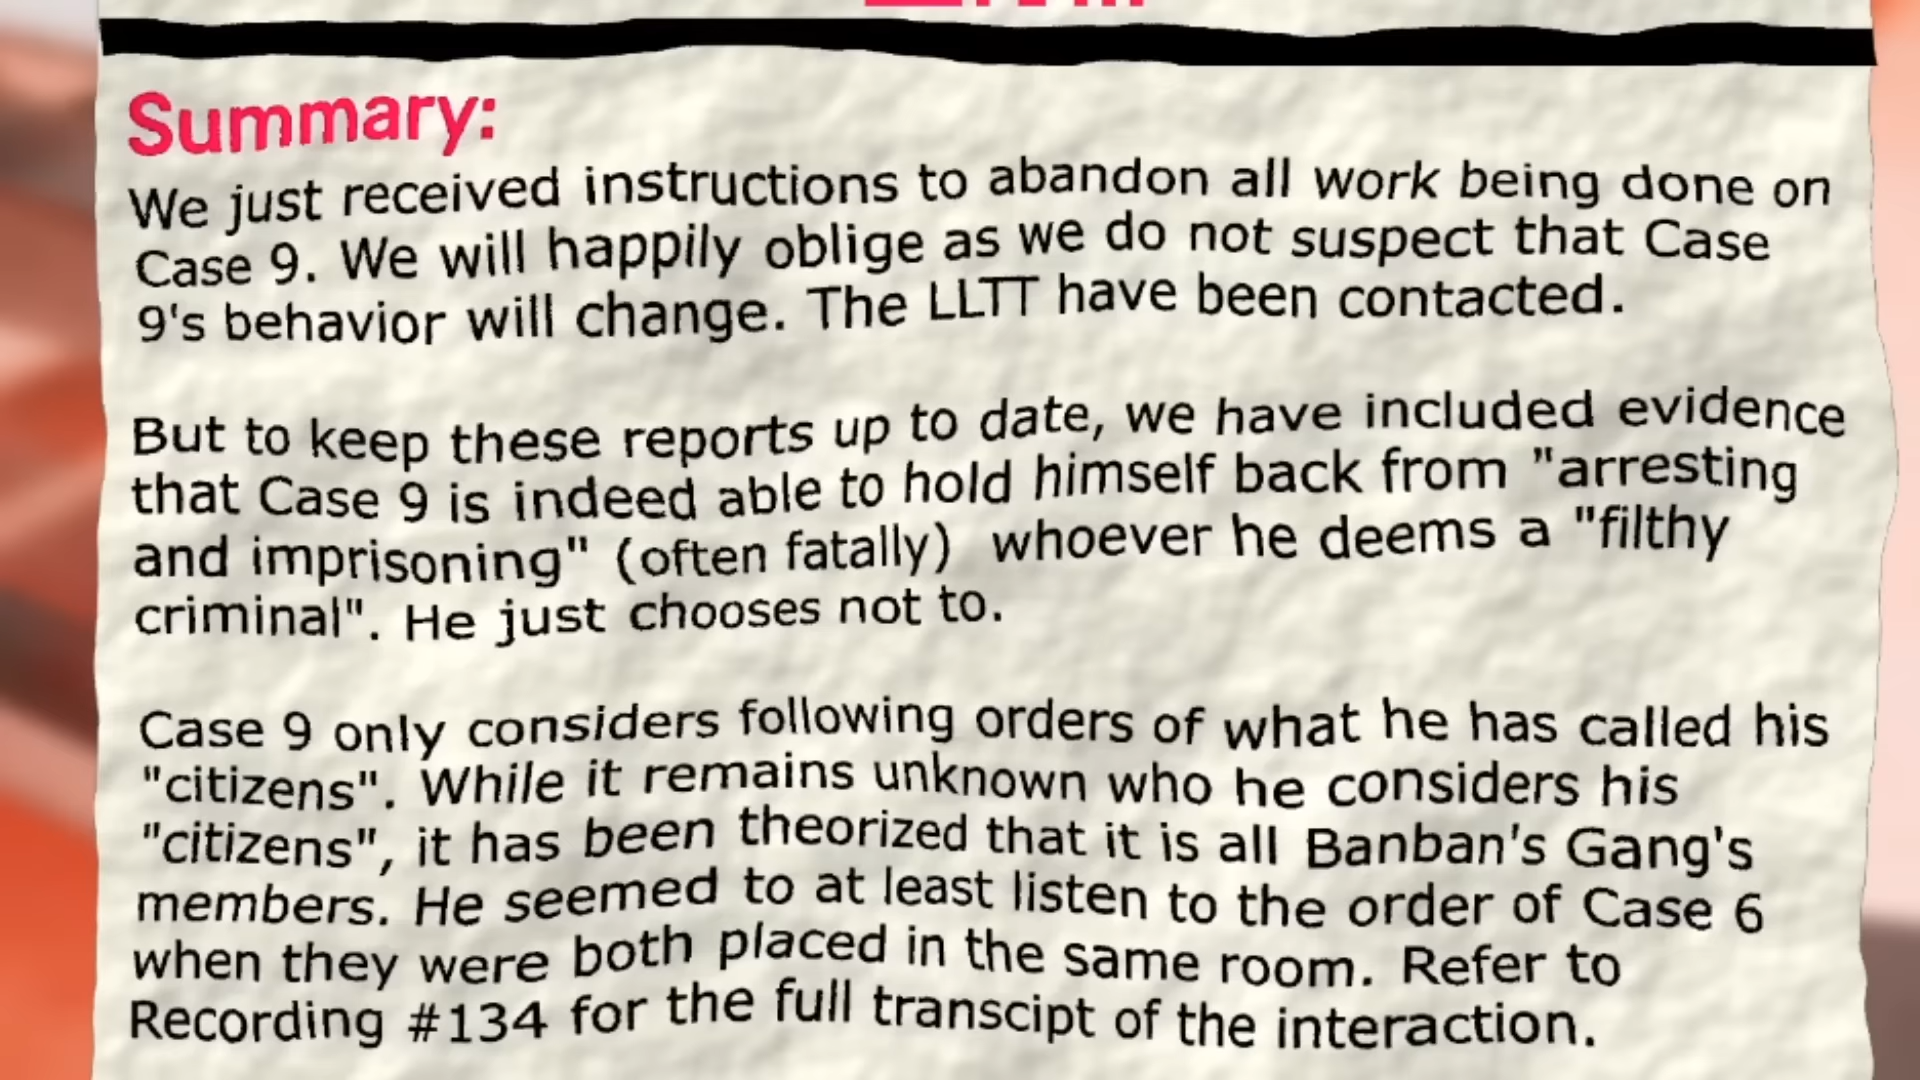 Summary:
We just received instructions to abandon all work being done on
Case 9. We will happily oblige as we do not suspect that Case
9's behavior will change. The LLTT have been contacted.
But to keep these reports up to date, we have included evidence
that Case 9 is indeed able to hold himself back from "arresting
and imprisoning" (often fatally)  whoever he deems a "filthy
criminal". He just chooses not to.
Case 9 only considers following orders of what he has called his
"citizens". While it remains unknown who he considers his
"citizens", it has been theorized that it is all Banban's Gang's
members. He seemed to at least listen to the order of Case 6
when they were both placed in the same room. Refer to
Recording #134 for the full transcipt of the interaction.